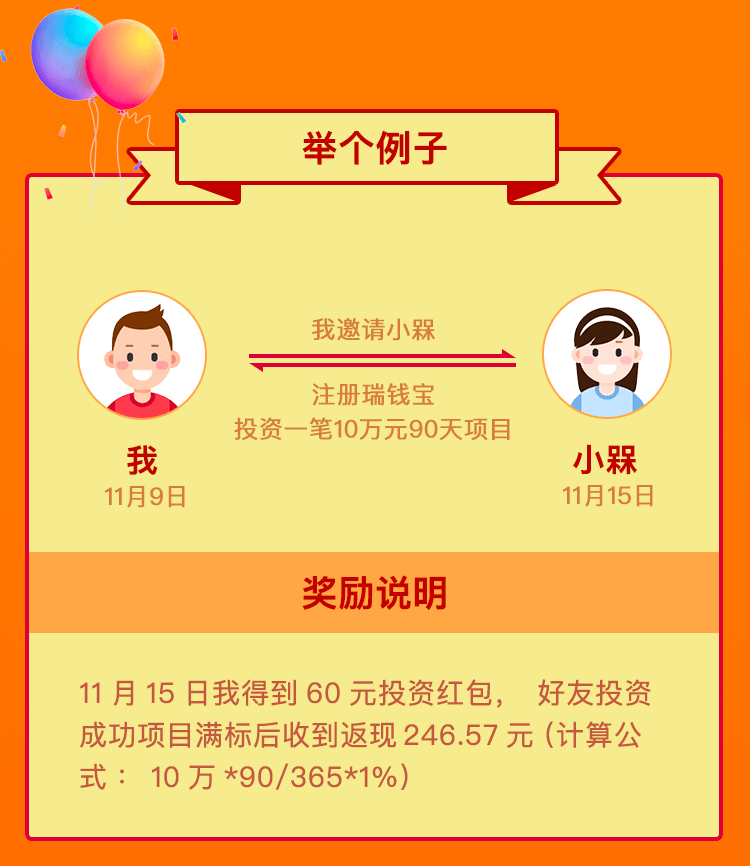 举个例子
我邀请小槑
注册瑞钱宝
投资一笔10万元90天项目
我
11月9日
小槑
11月15日
奖励说明
11 月 15 日我得到 60 元投资红包， 好友投资
成功项目满标后收到返现 246.57 元 (计算公
式： 10 万 *90/365*1%)